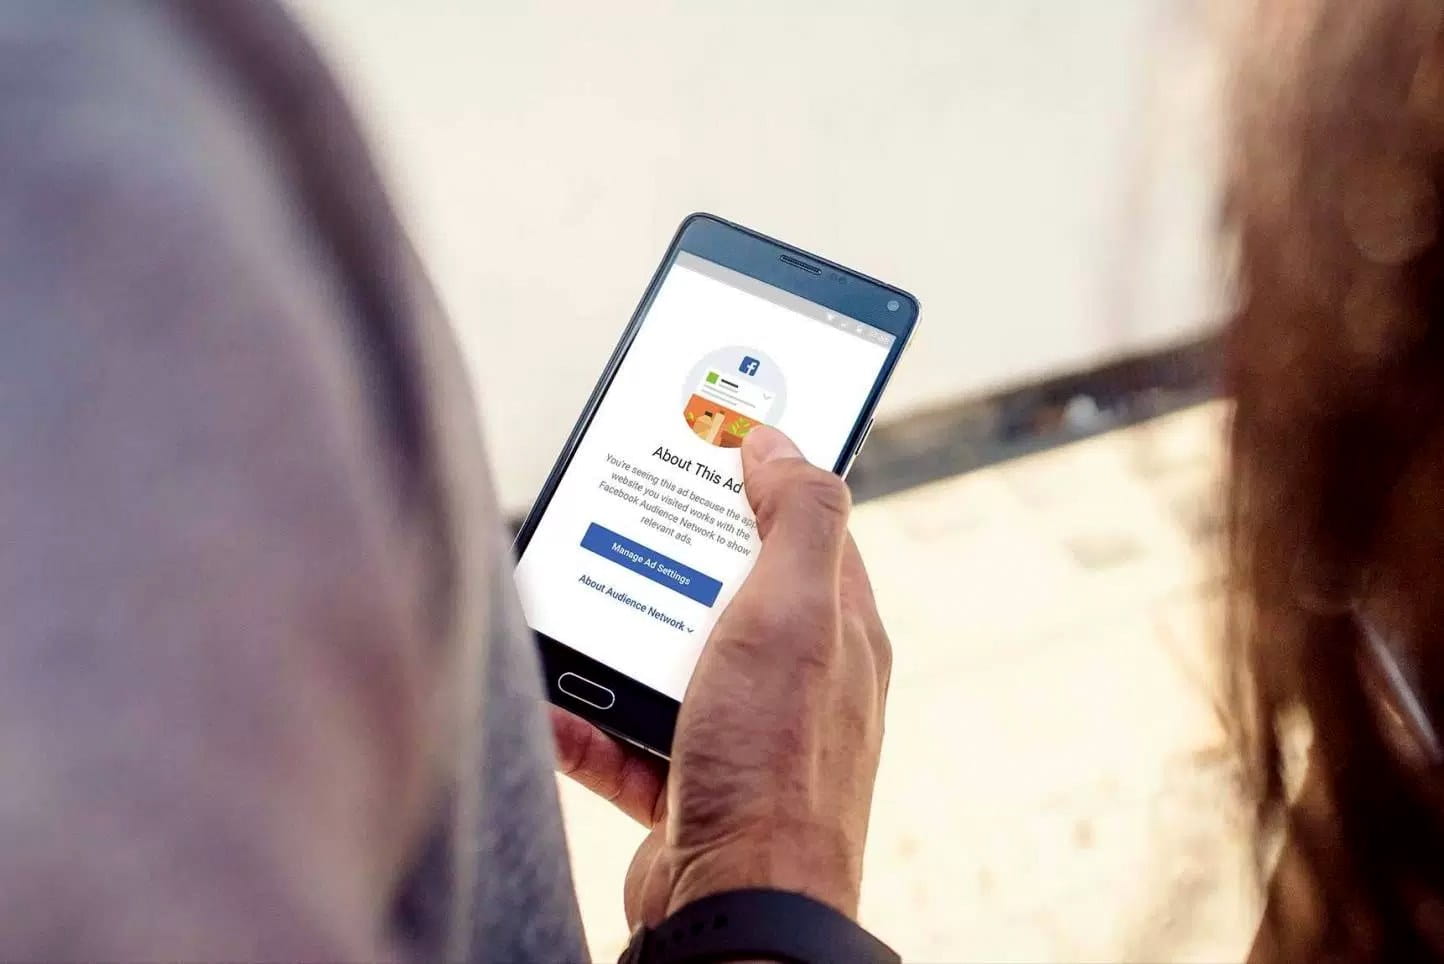 About This Ad
You're seeing this ad because the app
website you visited works with the
Facebook Audience Network to show
relevant ads.
Manage Ad Settings
About Audience Network